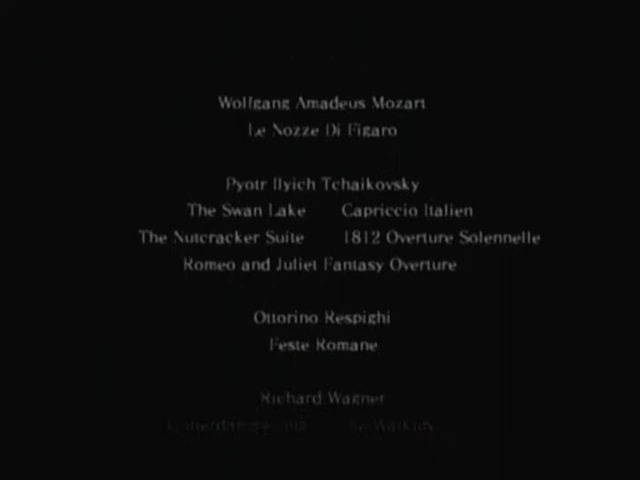 Wolfgang Amadeus Mozart
Le Nozze Di Figaro
Pyotr Ilyich Tchaikovsky
The Swan Lake Capriccio Italien
The Nutcracker Suite 1812 Overture Solennelle
Romeo and Juliet Fantasy Overture
Ottorino Respighi
Feste Romane
Richard Wagner